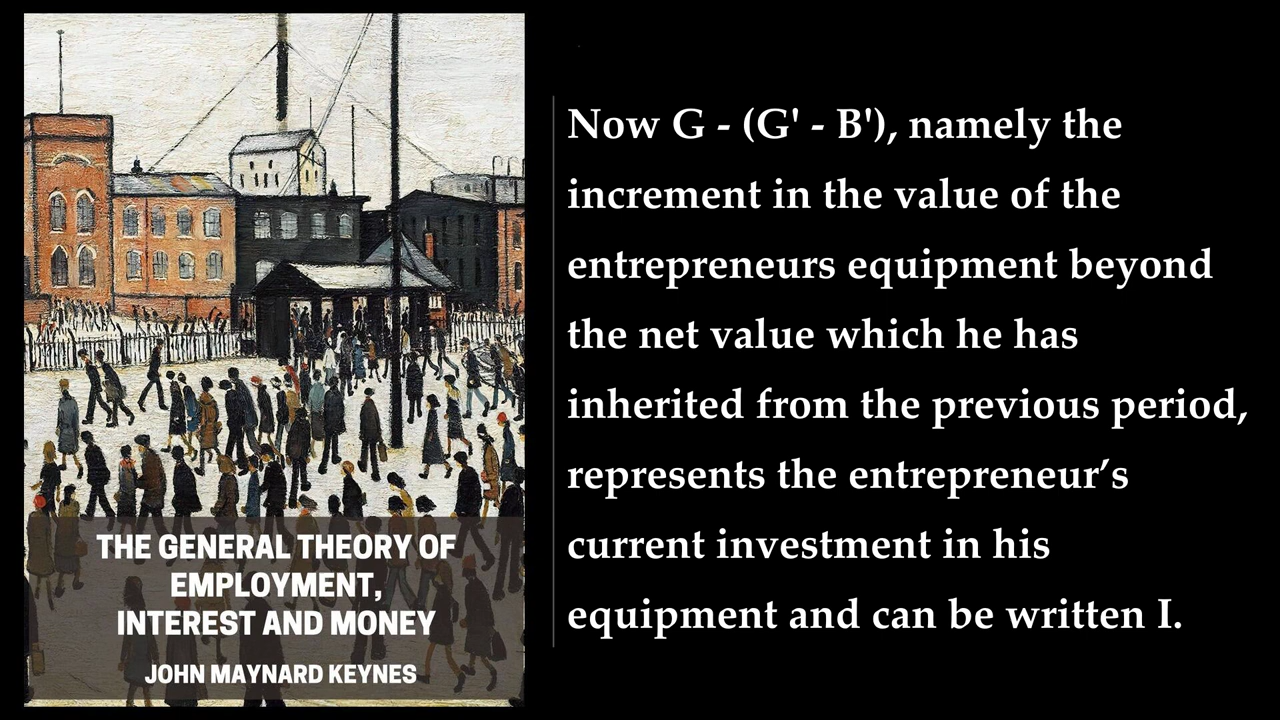 THE GENERAL THEORY OF
EMPLOYMENT,
INTEREST AND MONEY
JOHN MAYNARD KEYNES
Now G - (G' - B'), namely the
increment in the value of the
entrepreneurs equipment beyond
the net value which he has
inherited from the previous period,
represents the entrepreneur’s
current investment in his
equipment and can be written I.